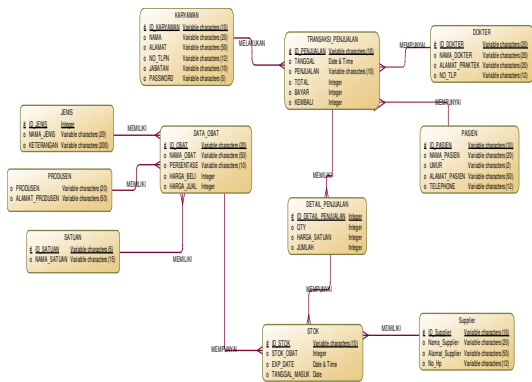 KARYAWAN
# ID_KARYAWAN Variable characters (10)
o NAMA Variable characters (20)
o ALAMAT Variable characters (50)
o NO_TLPN Variable characters (12)
o JABATAN Variable characters (10)
o PASSWORD Variable characters (5)
MELAKUKAN
TRANSAKSI_PENJUALAN
# ID_PENJUALAN Variable characters (10)
o TANGGAL Date & Time
o PENJUALAN Variable characters (10)
o TOTAL Integer
o BAYAR Integer
o KEMBALI Integer
MEMPUNYAI
DOKTER
# ID_DOKTER Variable characters (20)
o NAMA_DOKTER Variable characters (20)
o ALAMAT_PRAKTEK Variable characters (20)
o NO_TLP Variable characters (12)
MEMPUNYAI
PASIEN
# ID_PASIEN Variable characters (10)
o NAMA_PASIEN Variable characters (20)
o UMUR Variable characters (2)
o ALAMAT_PASIEN Variable characters (50)
o TELEPHONE Variable characters (12)
JENIS
# ID_JENIS Integer
o NAMA_JENIS Variable characters (20)
o KETERANGAN Variable characters (200)
MEMILIKI
DATA_OBAT
# ID_OBAT Variable characters (20)
o NAMA_OBAT Variable characters (50)
o PERSENTASE Variable characters (10)
o HARGA_BELI Integer
o HARGA_JUAL Integer
PRODUSEN
o PRODUSEN Variable characters (20)
o ALAMAT_PRODUSEN Variable characters (50)
MEMILIKI
MEMILIKI
DETAIL_PENJUALAN
# ID_DETAIL_PENJUALAN Integer
o QTY Integer
o HARGA_SATUAN Integer
o JUMLAH Integer
SATUAN
# ID_SATUAN Variable characters (5)
o NAMA_SATUAN Variable characters (15)
MEMILIKI
MEMPUNYAI
MEMPUNYAI
STOK
# ID_STOK Variable characters (10)
o STOK_OBAT Integer
o EXP_DATE Date & Time
o TANGGAL_MASUK Date
MEMILIKI
Supplier
# ID_Supplier Variable characters (10)
o Nama_Supplier Variable characters (20)
o Alamat_Supplier Variable characters (50)
o No_Hp Variable characters (12)